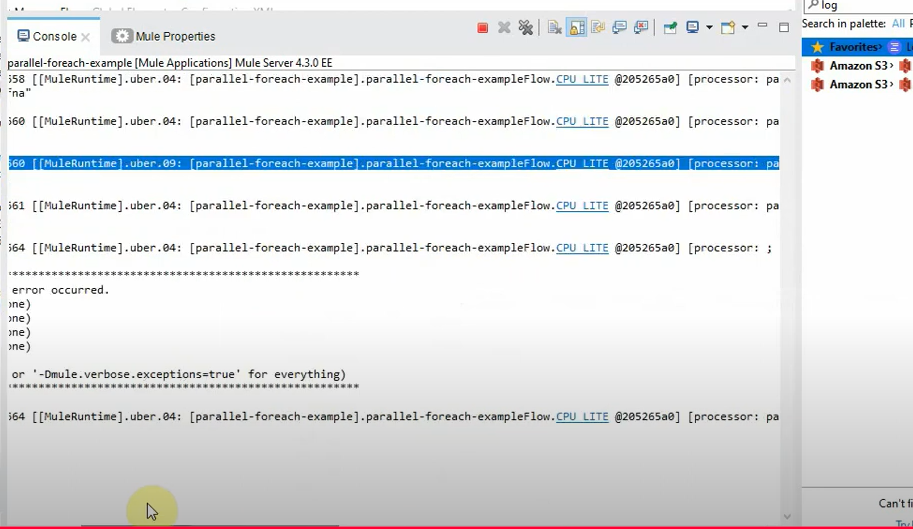 log
Console
Mule Properties
Search in palette: All
parallel-foreach-example [Mule Applications] Mule Server 4.3.0 EE
Favorites
Amazon S3
Amazon S3
558 [[MuleRuntime].uber.04: [parallel-foreach-example].parallel-foreach-exampleFlow.CPU_LITE @205265a0] [processor: pa
Fna"
560 [[MuleRuntime].uber.04: [parallel-foreach-example].parallel-foreach-exampleFlow.CPU_LITE @205265a0] [processor: pa
560 [[MuleRuntime].uber.09: [parallel-foreach-example].parallel-foreach-exampleFlow.CPU_LITE @205265a0] [processor: pa
561 [[MuleRuntime].uber.04: [parallel-foreach-example].parallel-foreach-exampleFlow.CPU_LITE @205265a0] [processor: pa
564 [[MuleRuntime].uber.04: [parallel-foreach-example].parallel-foreach-exampleFlow.CPU_LITE @205265a0] [processor: ;
error occurred.
one)
one)
one)
one)
or '-Dmule.verbose.exceptions=true' for everything)
564 [[MuleRuntime].uber.04: [parallel-foreach-example].parallel-foreach-exampleFlow.CPU_LITE @205265a0] [processor: pa
Can't fi